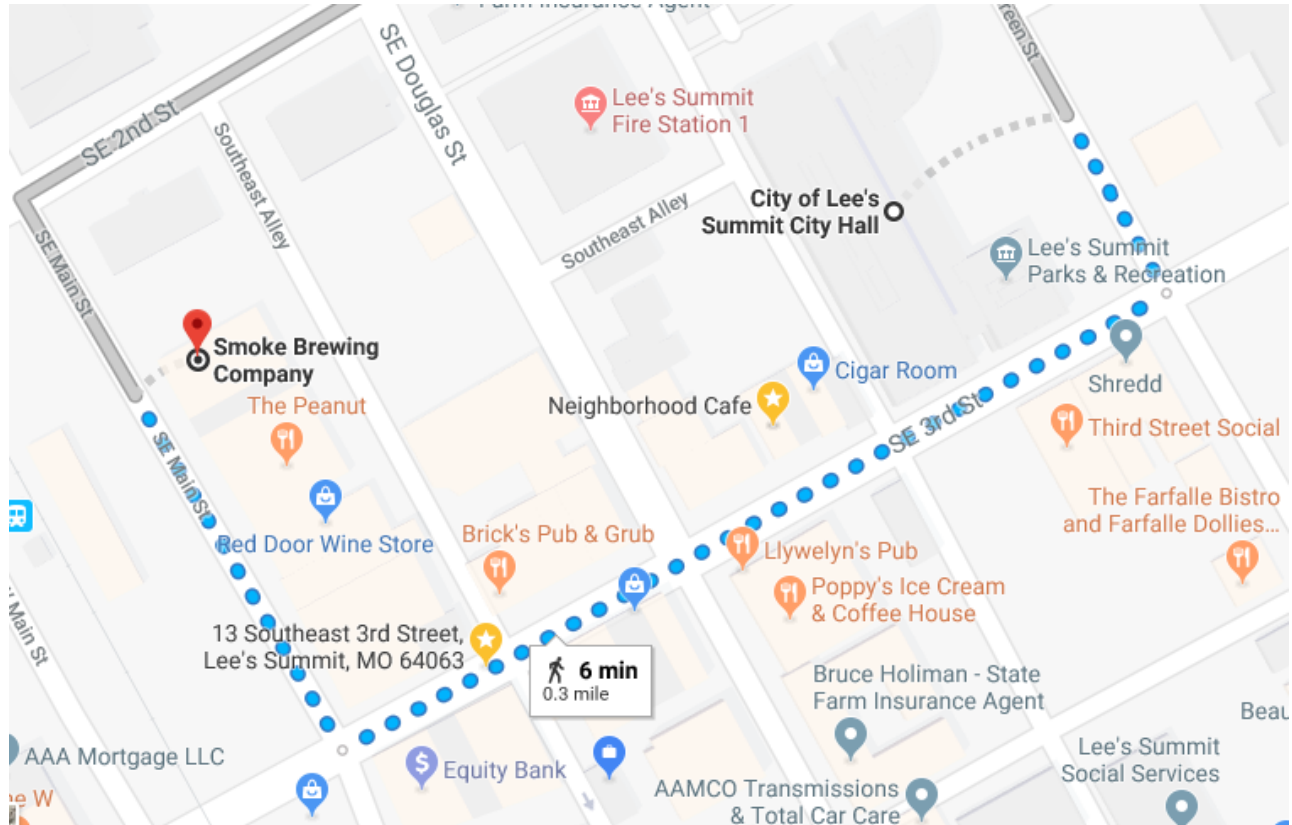 Farm Insurance Agent
SE Douglas St
Lee's Summit
Fire Station 1
SE 2nd St
Southeast Alley
City of Lee's
Summit City Hall
Southeast Alley
Lee's Summit
Parks & Recreation
SE Main St
Smoke Brewing
Company
Cigar Room
Shredd
The Peanut
Neighborhood Cafe
SE 3rd St
Third Street Social
SE Main St
The Farfalle Bistro
and Farfalle Dollies...
Red Door Wine Store
Brick's Pub & Grub
Llywelyn's Pub
Poppy's Ice Cream
& Coffee House
13 Southeast 3rd Street,
Lee's Summit, MO 64063
6 min
0.3 mile
Bruce Holiman - State
Farm Insurance Agent
Main St
Beau
AAA Mortgage LLC
Equity Bank
Lee's Summit
Social Services
AAMCO Transmissions
& Total Car Care